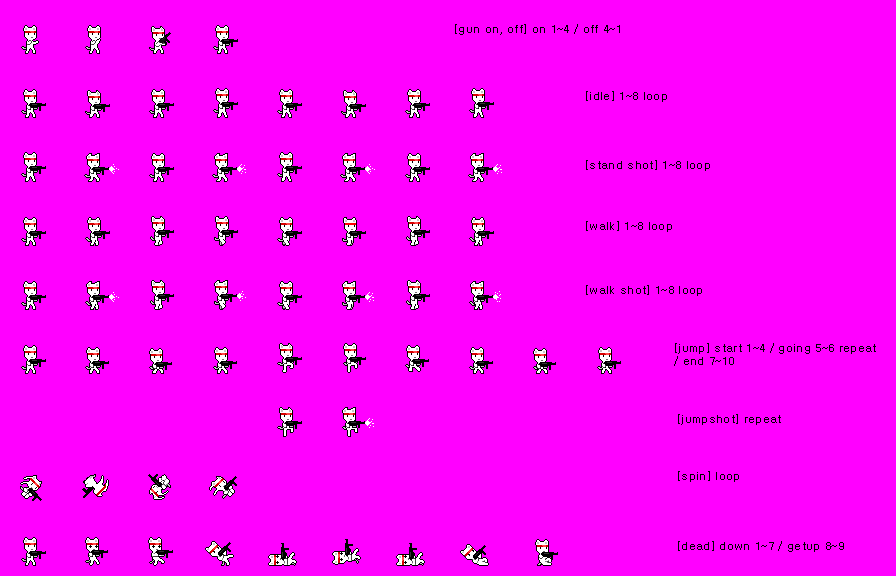 [gun on, off] on 1~4 / off 4~1
[idle] 1~8 loop
[stand shot] 1~8 loop
[walk] 1~8 loop
[walk shot] 1~8 loop
[jump] start 1~4 / going 5~6 repeat
/ end 7~10
[jumpshot] repeat
[spin] loop
[dead] down 1~7 / getup 8~9